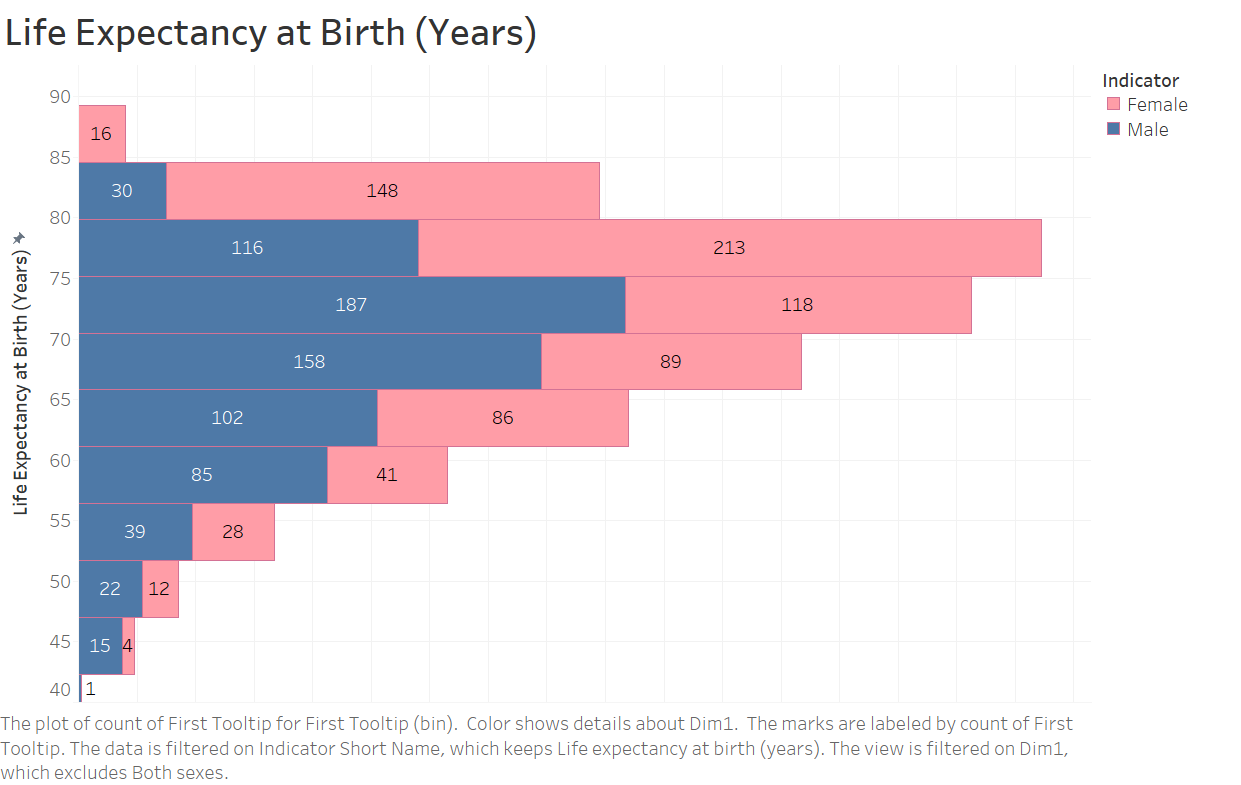 Life Expectancy at Birth (Years)
Indicator
Female
Male
Life Expectancy at Birth (Years)
90
16
85
30 148
80
116 213
75
187 118
70
158 89
65
102 86
60
85 41
55
39 28
50
22 12
45
15 4
40 1
The plot of count of First Tooltip for First Tooltip (bin). Color shows details about Dim1. The marks are labeled by count of First
Tooltip. The data is filtered on Indicator Short Name, which keeps Life expectancy at birth (years). The view is filtered on Dim1,
which excludes Both sexes.